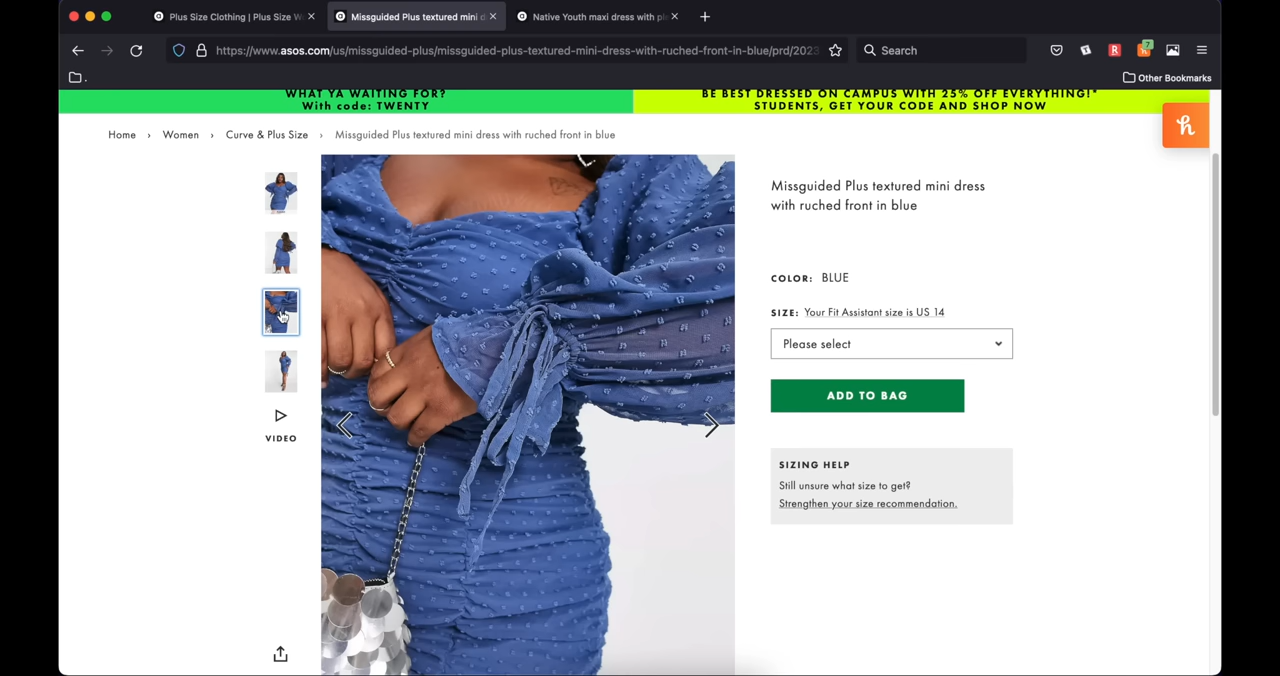 Plus Size Clothing | Plus Size W
Missguided Plus textured mini d
Native Youth maxi dress with pl
https://www.asos.com/us/missguided-plus/missguided-plus-textured-mini-dress-with-ruched-front-in-blue/prd/2023
Search
R
7
.
Other Bookmarks
WHAT YA WAITING FOR?
With code: TWENTY
BE BEST DRESSED ON CAMPUS WITH 25% OFF EVERYTHING!*
STUDENTS, GET YOUR CODE AND SHOP NOW
h
Home › Women › Curve & Plus Size › Missguided Plus textured mini dress with ruched front in blue
Missguided Plus textured mini dress
with ruched front in blue
COLOR: BLUE
SIZE: Your Fit Assistant size is US 14
Please select
ADD TO BAG
VIDEO
SIZING HELP
Still unsure what size to get?
Strengthen your size recommendation.